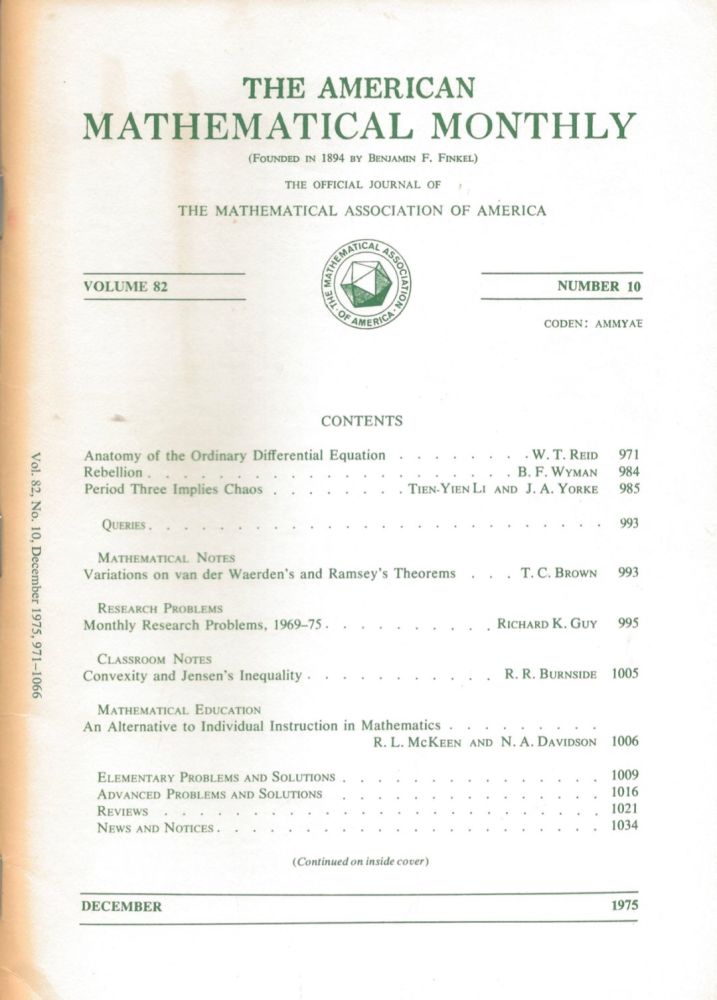 THE AMERICAN
MATHEMATICAL MONTHLY
(FOUNDED IN 1894 BY BENJAMIN F. FINKEL)
THE OFFICIAL JOURNAL OF
THE MATHEMATICAL ASSOCIATION OF AMERICA
VOLUME 82
THE MATHEMATICAL ASSOCIATION · OF AMERICA ·
NUMBER 10
CODEN: AMMYAE
CONTENTS
Anatomy of the Ordinary Differential Equation . . . . . . . . W. T. REID 971
Rebellion . . . . . . . . . . . . . . . . . . . . . B. F. WYMAN 984
Period Three Implies Chaos . . . . . . . . TIEN-YIEN LI AND J. A. YORKE 985
QUERIES . . . . . . . . . . . . . . . . . . . . . . . . . 993
MATHEMATICAL NOTES
Variations on van der Waerden's and Ramsey's Theorems . . . T. C. BROWN 993
RESEARCH PROBLEMS
Monthly Research Problems, 1969–75 . . . . . . . . . . RICHARD K. GUY 995
CLASSROOM NOTES
Convexity and Jensen's Inequality . . . . . . . . . . . R. R. BURNSIDE 1005
MATHEMATICAL EDUCATION
An Alternative to Individual Instruction in Mathematics . . . . . . . . .
R. L. MCKEEN AND N. A. DAVIDSON 1006
ELEMENTARY PROBLEMS AND SOLUTIONS . . . . . . . . . . . . . . . 1009
ADVANCED PROBLEMS AND SOLUTIONS . . . . . . . . . . . . . . . 1016
REVIEWS . . . . . . . . . . . . . . . . . . . . . . . . 1021
NEWS AND NOTICES . . . . . . . . . . . . . . . . . . . . . 1034
(Continued on inside cover)
DECEMBER
1975
Vol. 82, No. 10, December 1975, 971–1066